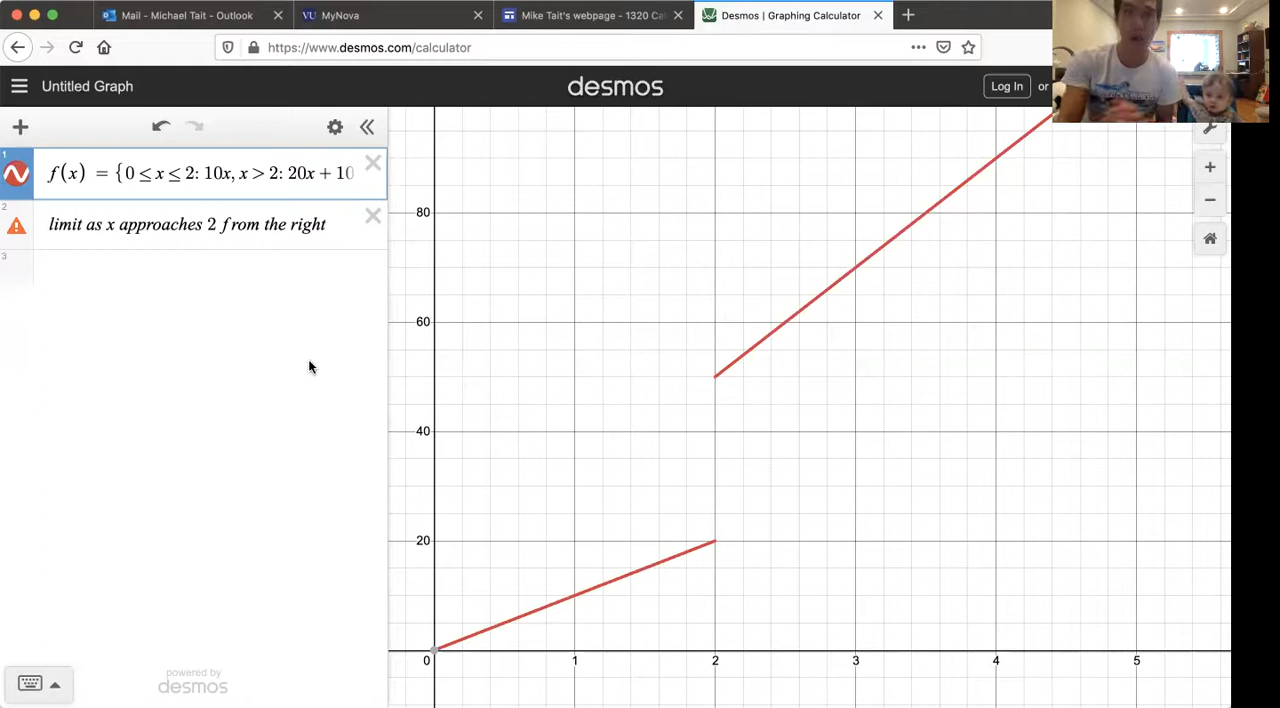 Mail - Michael Tait - Outlook
MyNova
Mike Tait's webpage - 1320 Ca
Desmos | Graphing Calculator
https://www.desmos.com/calculator
Untitled Graph
desmos
Log In or
1
f(x) = {0 ≤ x ≤ 2: 10x, x > 2: 20x + 10
2
limit as x approaches 2 from the right
3
80
60
40
20
0 1 2 3 4 5
powered by
desmos